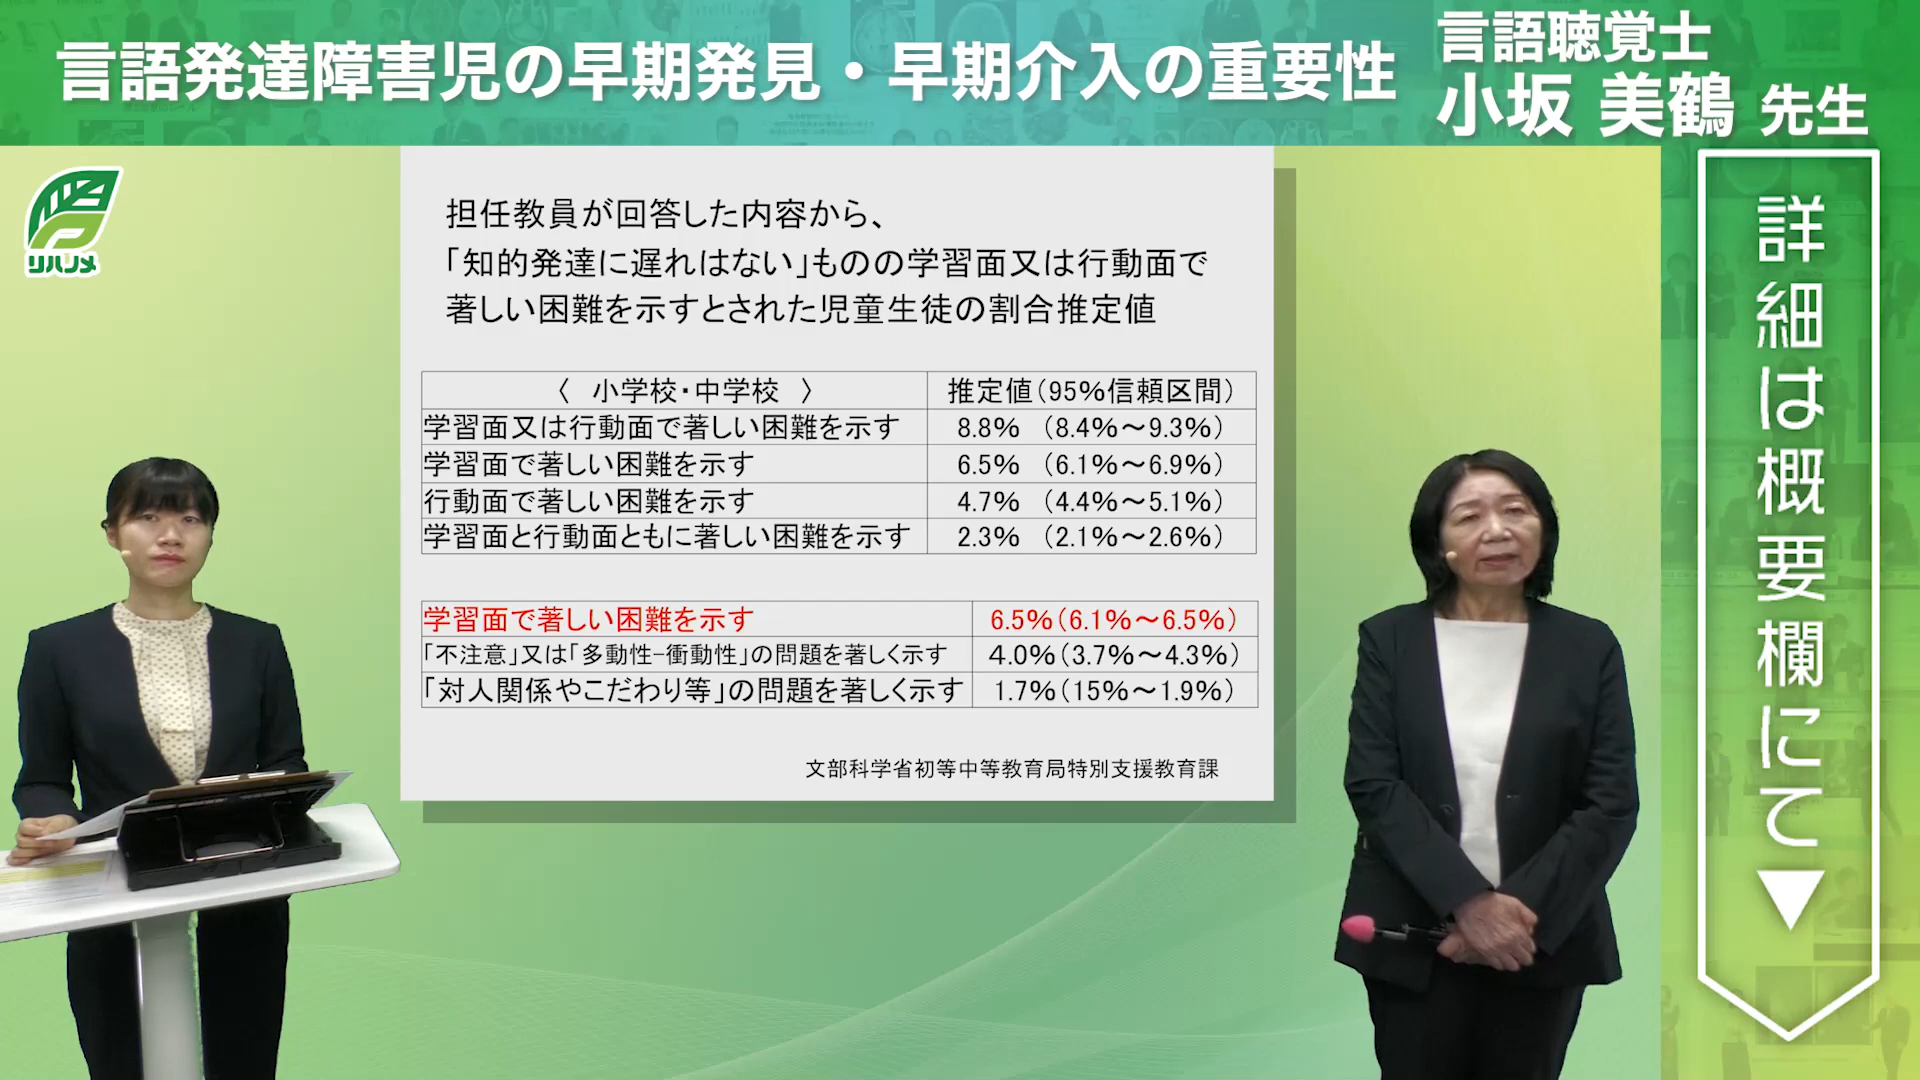 言語発達障害児の早期発見・早期介入の重要性
言語聴覚士
小坂 美鶴 先生
リハノメ
担任教員が回答した内容から、
「知的発達に遅れはない」ものの学習面又は行動面で
著しい困難を示すとされた児童生徒の割合推定値
〈 小学校・中学校 〉 推定値(95%信頼区間)
学習面又は行動面で著しい困難を示す 8.8% (8.4%~9.3%)
学習面で著しい困難を示す 6.5% (6.1%~6.9%)
行動面で著しい困難を示す 4.7% (4.4%~5.1%)
学習面と行動面ともに著しい困難を示す 2.3% (2.1%~2.6%)
学習面で著しい困難を示す 6.5%(6.1%~6.5%)
「不注意」又は「多動性-衝動性」の問題を著しく示す 4.0%(3.7%~4.3%)
「対人関係やこだわり等」の問題を著しく示す 1.7%(15%~1.9%)
文部科学省初等中等教育局特別支援教育課
詳細は概要欄にて▼